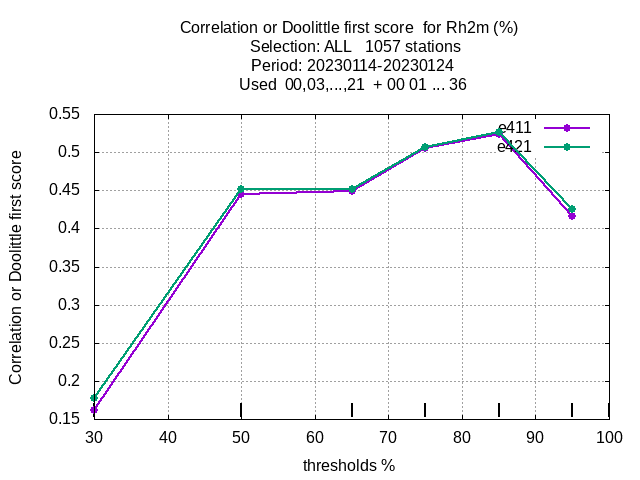 Correlation or Doolittle first score  for Rh2m (%)
Selection: ALL   1057 stations
Period: 20230114-20230124
Used  00,03,...,21  + 00 01 ... 36
Correlation or Doolittle first score
0.55
0.5
0.45
0.4
0.35
0.3
0.25
0.2
0.15
e411
e421
30 40 50 60 70 80 90 100
thresholds %